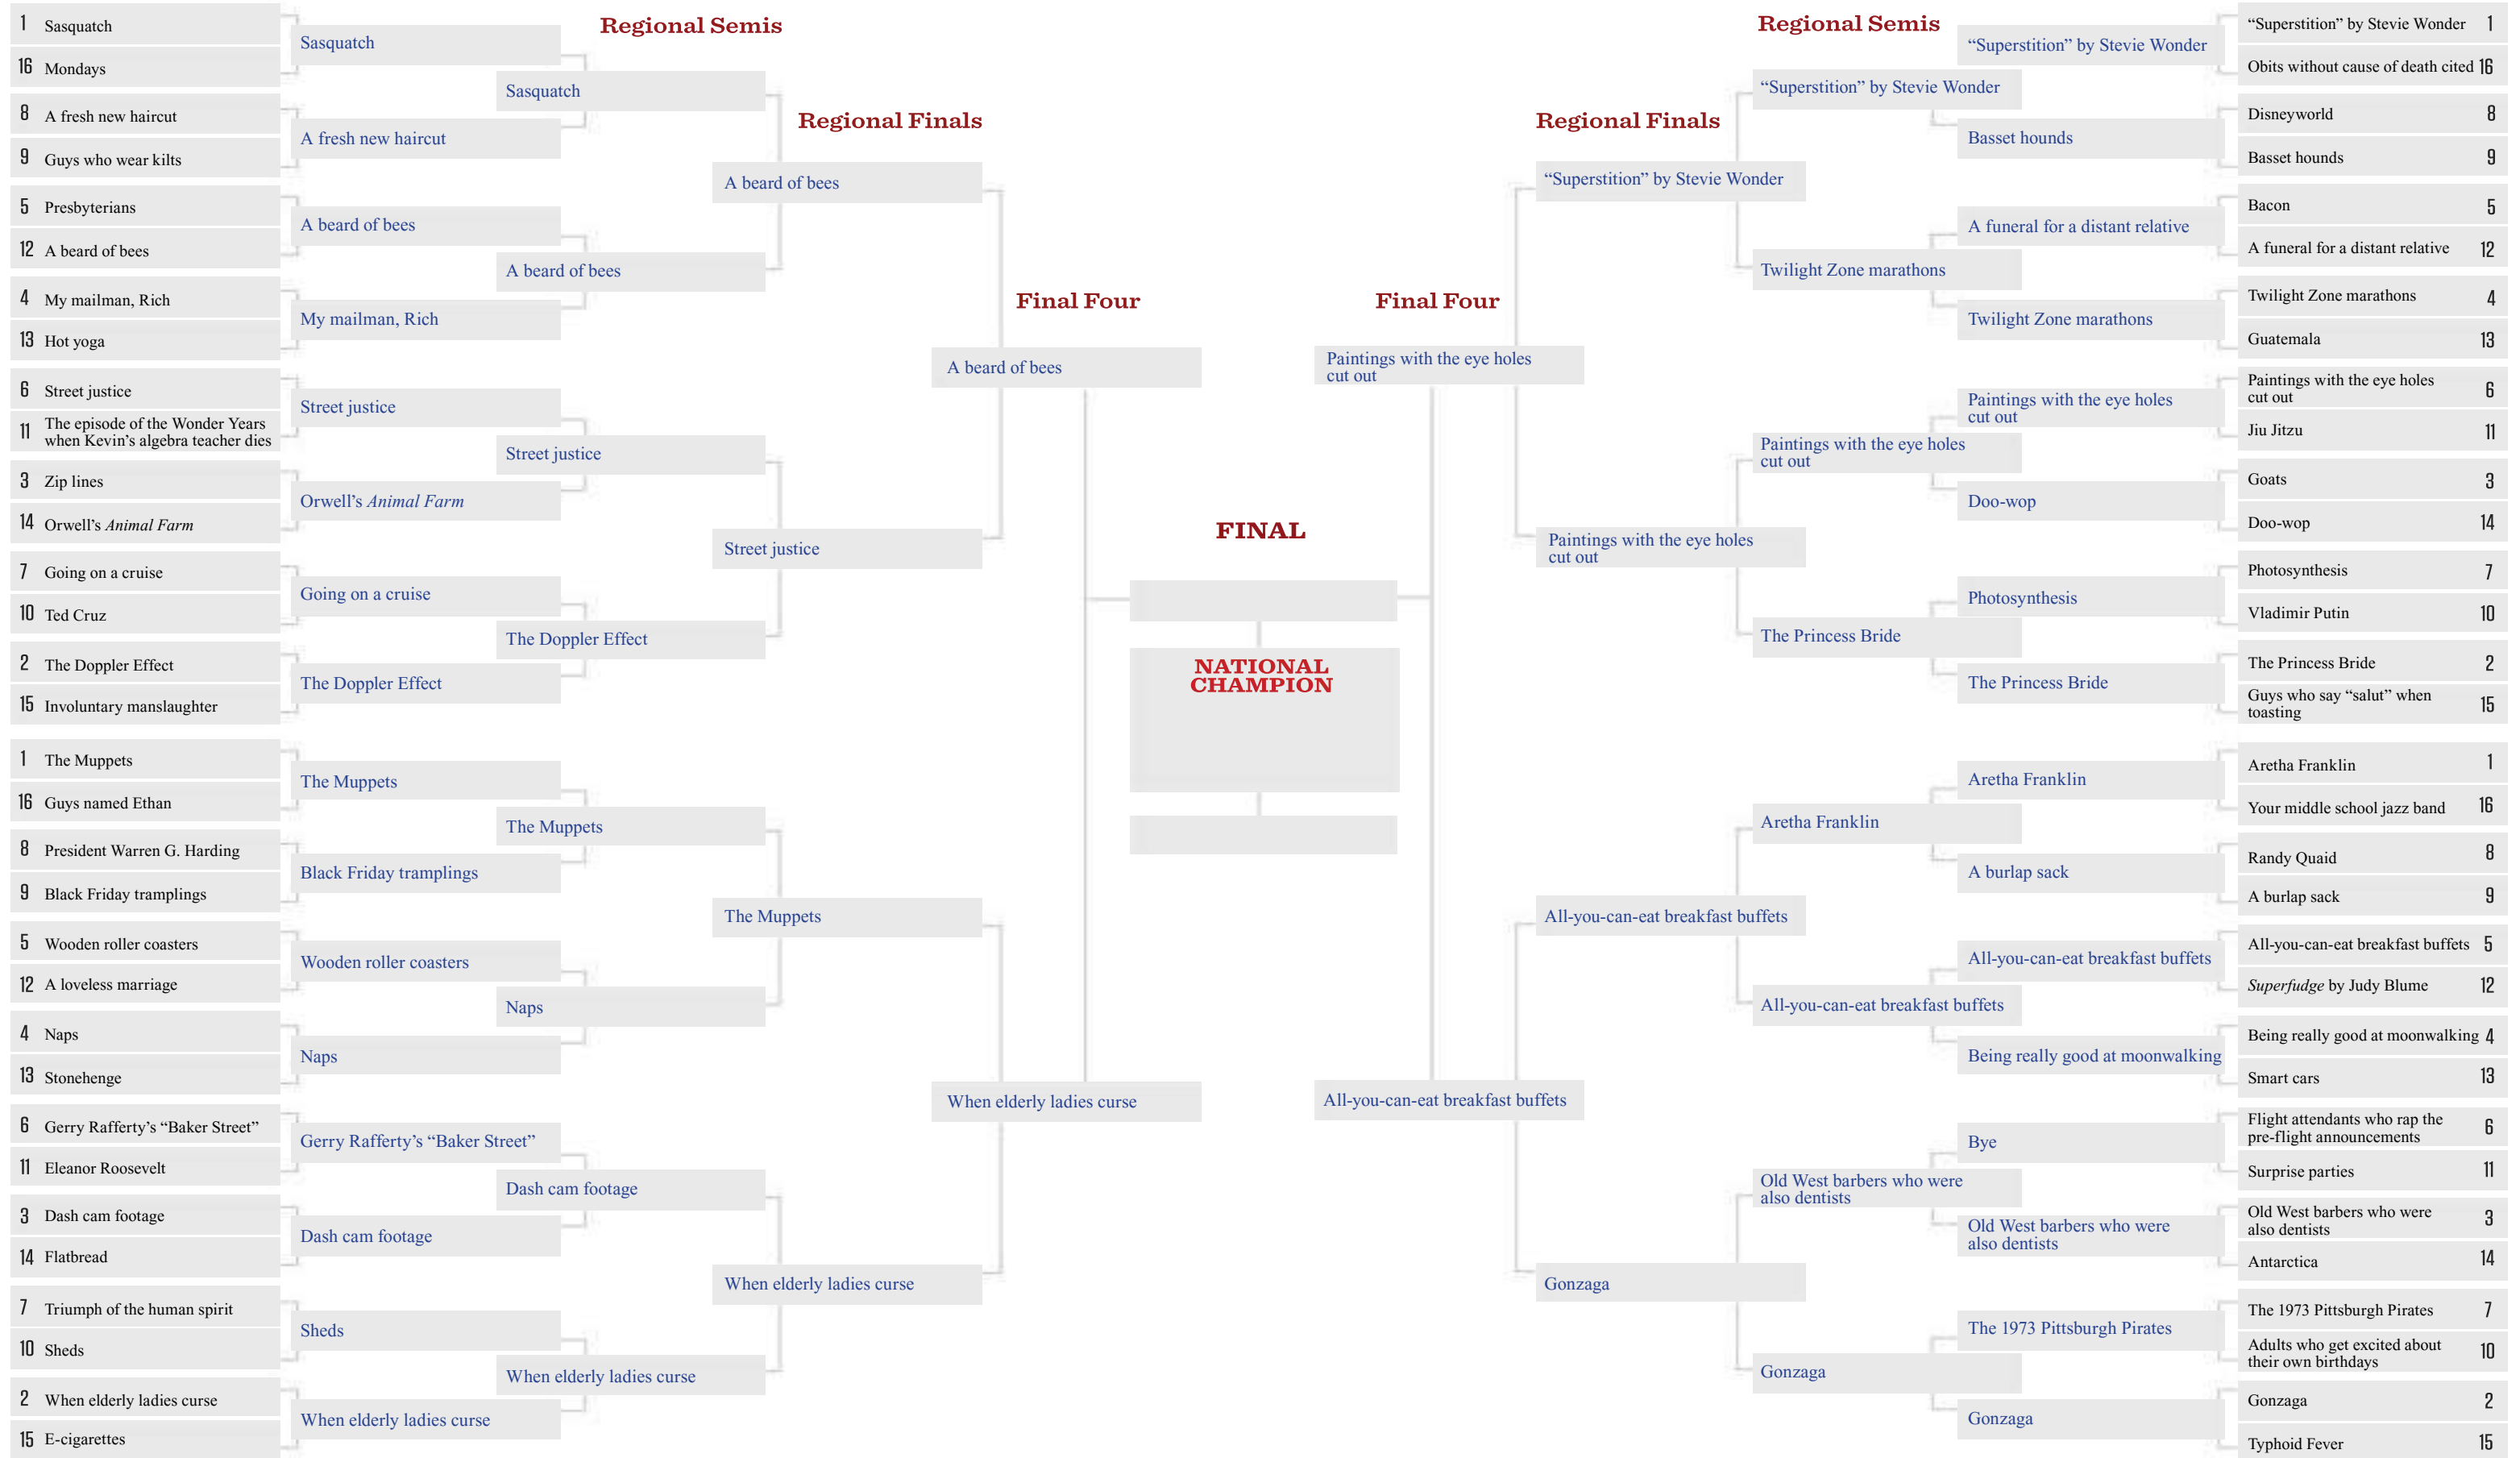 1 Sasquatch
16 Mondays
8 A fresh new haircut
9 Guys who wear kilts
5 Presbyterians
12 A beard of bees
4 My mailman, Rich
13 Hot yoga
6 Street justice
11 The episode of the Wonder Years
when Kevin’s algebra teacher dies
3 Zip lines
14 Orwell’s Animal Farm
7 Going on a cruise
10 Ted Cruz
2 The Doppler Effect
15 Involuntary manslaughter
1 The Muppets
16 Guys named Ethan
8 President Warren G. Harding
9 Black Friday tramplings
5 Wooden roller coasters
12 A loveless marriage
4 Naps
13 Stonehenge
6 Gerry Rafferty’s “Baker Street”
11 Eleanor Roosevelt
3 Dash cam footage
14 Flatbread
7 Triumph of the human spirit
10 Sheds
2 When elderly ladies curse
15 E-cigarettes
Sasquatch
A fresh new haircut
A beard of bees
My mailman, Rich
Street justice
Orwell’s Animal Farm
Going on a cruise
The Doppler Effect
The Muppets
Black Friday tramplings
Wooden roller coasters
Naps
Gerry Rafferty’s “Baker Street”
Dash cam footage
Sheds
When elderly ladies curse
Regional Semis
Sasquatch
A beard of bees
Street justice
The Doppler Effect
The Muppets
Naps
Dash cam footage
When elderly ladies curse
Regional Finals
A beard of bees
Street justice
The Muppets
When elderly ladies curse
Final Four
A beard of bees
When elderly ladies curse
FINAL
NATIONAL
CHAMPION
Final Four
Paintings with the eye holes
cut out
All-you-can-eat breakfast buffets
Regional Finals
“Superstition” by Stevie Wonder
Paintings with the eye holes
cut out
All-you-can-eat breakfast buffets
Gonzaga
Regional Semis
“Superstition” by Stevie Wonder
Twilight Zone marathons
Paintings with the eye holes
cut out
The Princess Bride
Aretha Franklin
All-you-can-eat breakfast buffets
Old West barbers who were
also dentists
Gonzaga
“Superstition” by Stevie Wonder
Basset hounds
A funeral for a distant relative
Twilight Zone marathons
Paintings with the eye holes
cut out
Doo-wop
Photosynthesis
The Princess Bride
Aretha Franklin
A burlap sack
All-you-can-eat breakfast buffets
Being really good at moonwalking
Bye
Old West barbers who were
also dentists
The 1973 Pittsburgh Pirates
Gonzaga
“Superstition” by Stevie Wonder 1
Obits without cause of death cited 16
Disneyworld 8
Basset hounds 9
Bacon 5
A funeral for a distant relative 12
Twilight Zone marathons 4
Guatemala 13
Paintings with the eye holes
cut out 6
Jiu Jitzu 11
Goats 3
Doo-wop 14
Photosynthesis 7
Vladimir Putin 10
The Princess Bride 2
Guys who say “salut” when
toasting 15
Aretha Franklin 1
Your middle school jazz band 16
Randy Quaid 8
A burlap sack 9
All-you-can-eat breakfast buffets 5
Superfudge by Judy Blume 12
Being really good at moonwalking 4
Smart cars 13
Flight attendants who rap the
pre-flight announcements 6
Surprise parties 11
Old West barbers who were
also dentists 3
Antarctica 14
The 1973 Pittsburgh Pirates 7
Adults who get excited about
their own birthdays 10
Gonzaga 2
Typhoid Fever 15